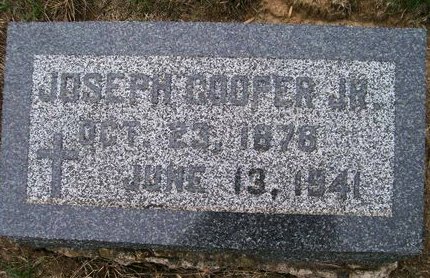 JOSEPH COOPER JR.
OCT. 23, 1878
JUNE 13, 1941